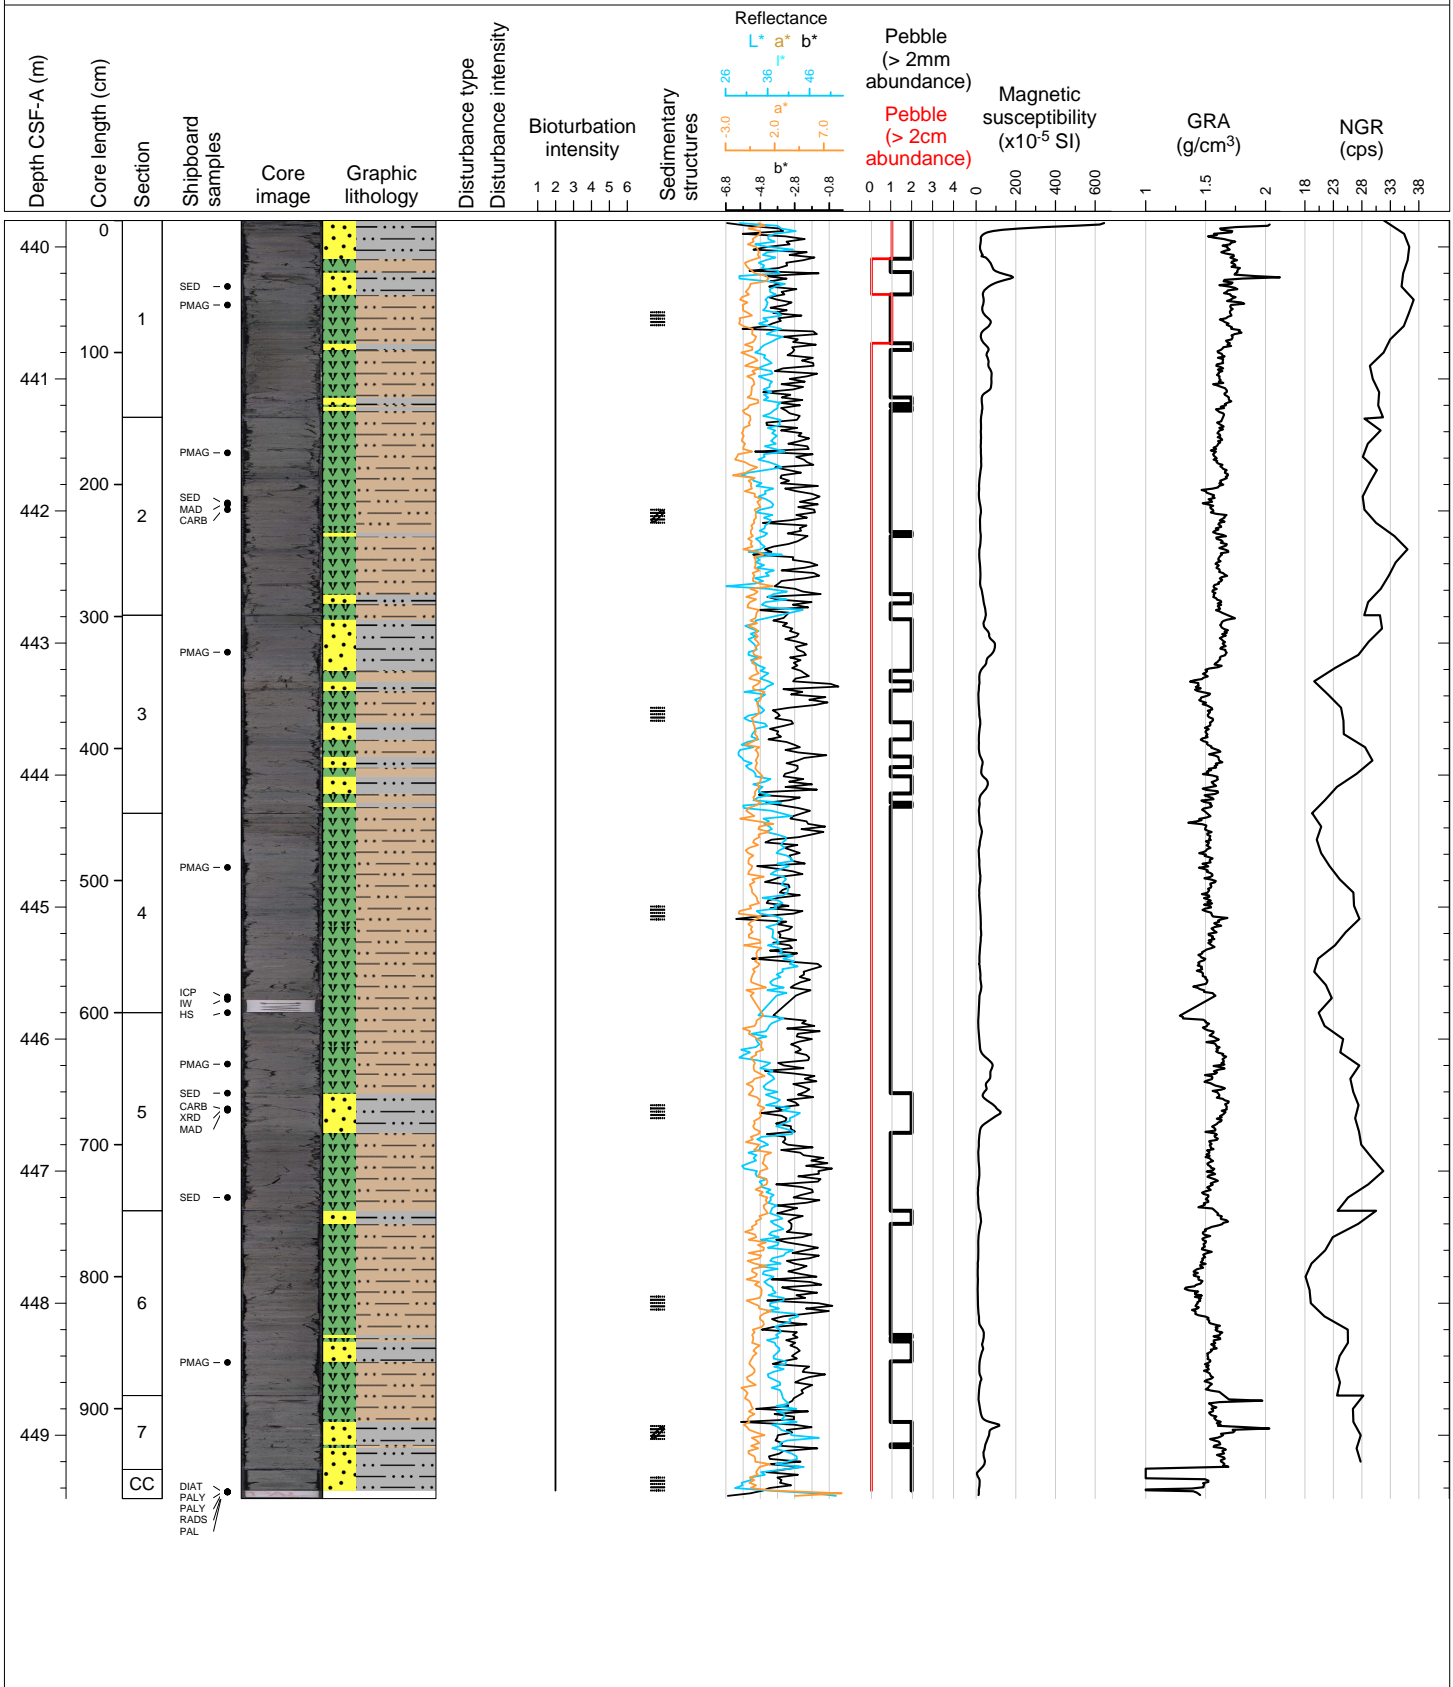 Depth CSF-A (m)
Core length (cm)
Section
Shipboard
samples
Core
image
Graphic
lithology
Disturbance type
Disturbance intensity
Bioturbation
intensity
1 2 3 4 5 6
Sedimentary
structures
Reflectance
L* a* b*
L*
26 36 46
a*
-3.0 2.0 7.0
b*
-6.8 -4.8 -2.8 -0.8
Pebble
(> 2mm
abundance)
Pebble
(> 2cm
abundance)
0 1 2 3 4
Magnetic
susceptibility
(x10-5 SI)
0 200 400 600
GRA
(g/cm3)
1 1.5 2
NGR
(cps)
18 23 28 33 38
0
440
SED
PMAG
1
100
441
PMAG
200
SED
MAD
CARB
442
2
300
443
PMAG
3
400
444
PMAG
500
445
4
ICP
IW
HS
600
446
PMAG
SED
CARB
XRD
MAD
5
700
447
SED
800
448
6
PMAG
900
449
7
CC
DIAT
PALY
PALY
RADS
PAL